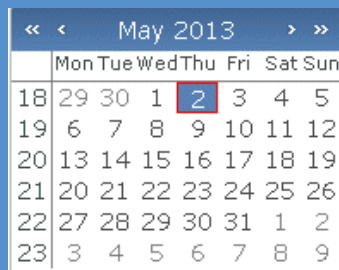 « ‹ May 2013 › »
Mon Tue Wed Thu Fri Sat Sun
18 29 30 1 2 3 4 5
19 6 7 8 9 10 11 12
20 13 14 15 16 17 18 19
21 20 21 22 23 24 25 26
22 27 28 29 30 31 1 2
23 3 4 5 6 7 8 9